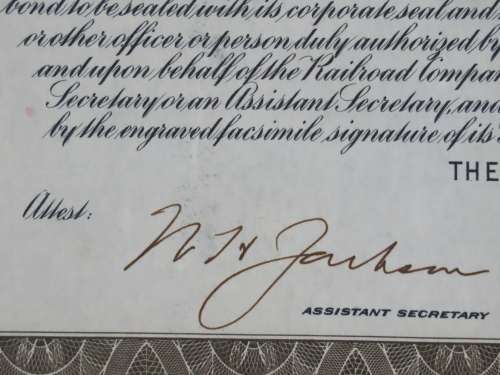 bond to be sealed with its corporate seal and
or other officer or person duly authorized by
and upon behalf of the Railroad Compa
Secretary or an Assistant Secretary, and
by the engraved facsimile signature of its
THE
Attest:
Jackson
ASSISTANT SECRETARY